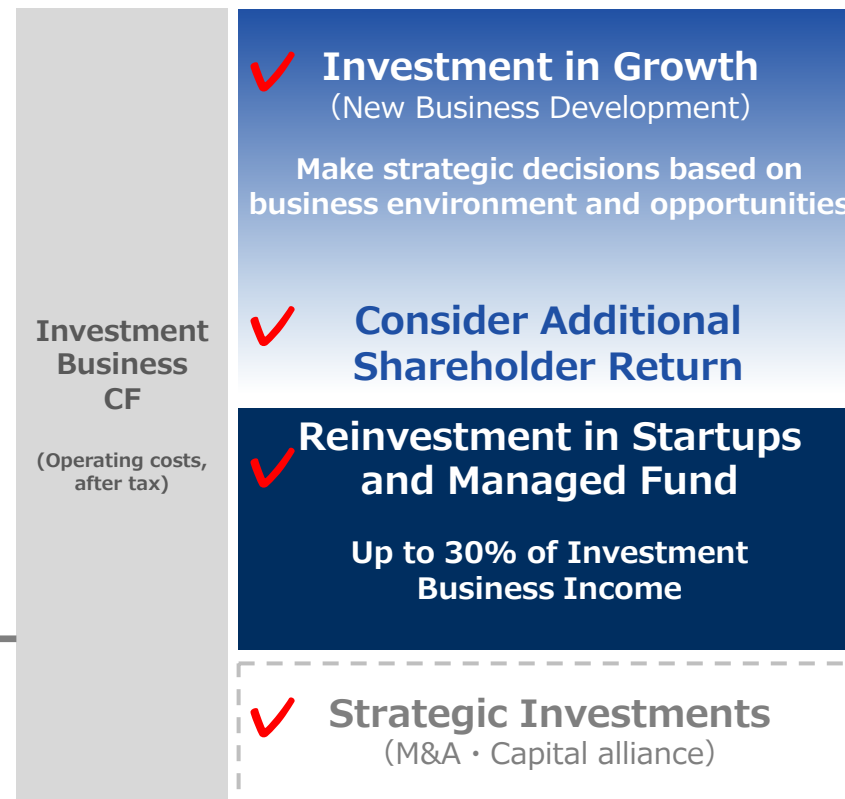 Investment
Business
CF
(Operating costs,
after tax)
Investment in Growth
（New Business Development）
Make strategic decisions based on
business environment and opportunities
Consider Additional
Shareholder Return
Reinvestment in Startups
and Managed Fund
Up to 30% of Investment
Business Income
Strategic Investments
（M&A・Capital alliance）